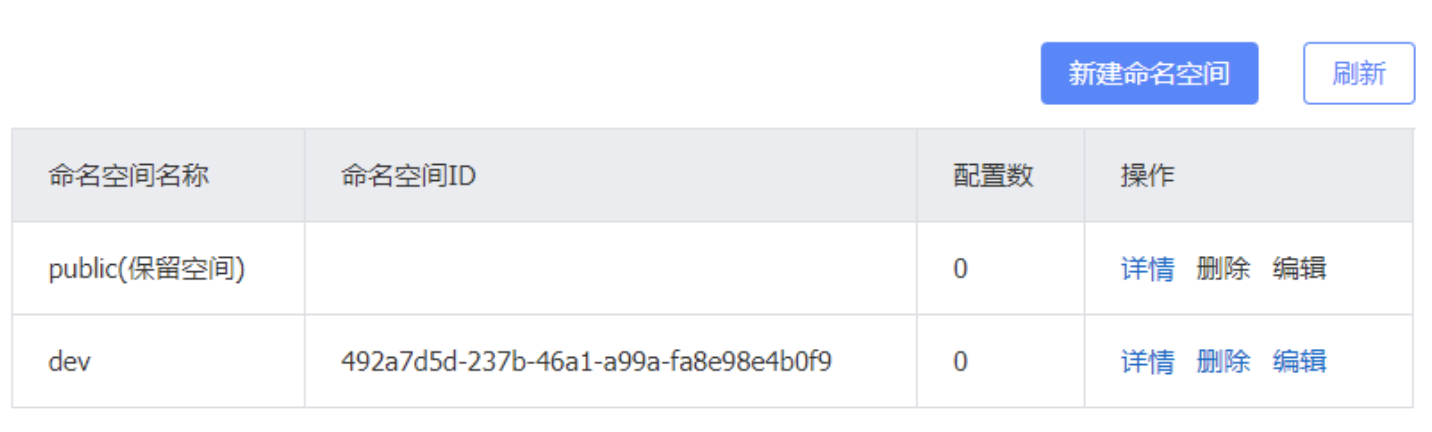 新建命名空间 刷新
命名空间名称 命名空间ID 配置数 操作
public(保留空间) 0 详情 删除 编辑
dev 492a7d5d-237b-46a1-a99a-fa8e98e4b0f9 0 详情 删除 编辑